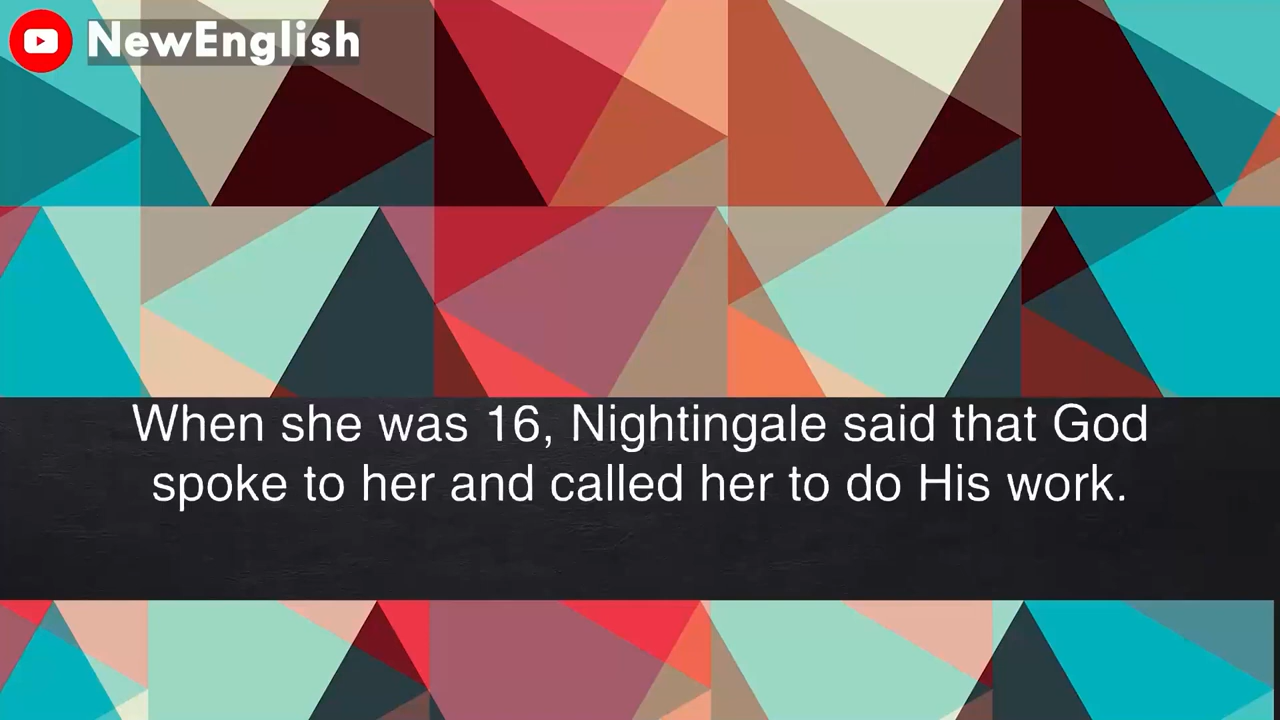 NewEnglish
When she was 16, Nightingale said that God
spoke to her and called her to do His work.